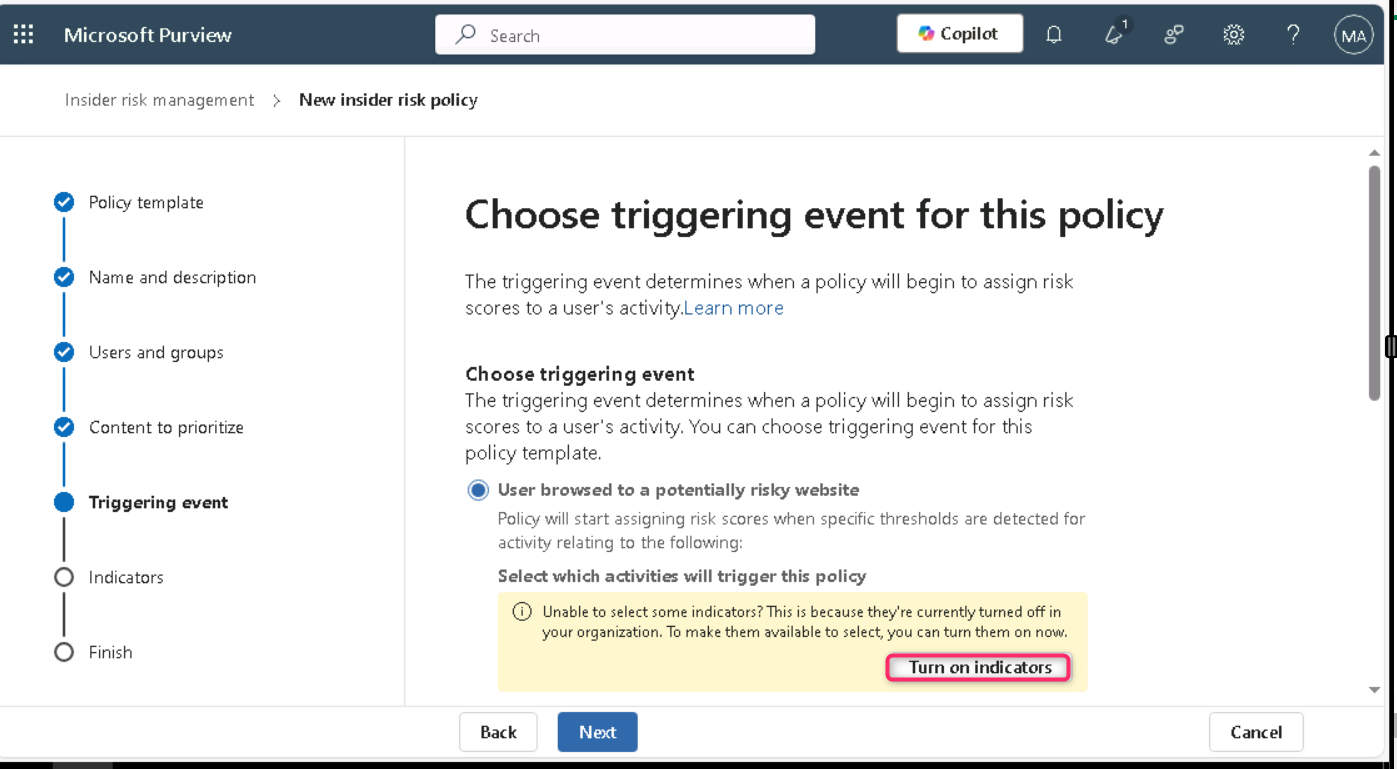 Microsoft Purview
Search
Copilot
1
?
MA
Insider risk management > New insider risk policy
Policy template
Name and description
Users and groups
Content to prioritize
Triggering event
Indicators
Finish
Choose triggering event for this policy
The triggering event determines when a policy will begin to assign risk
scores to a user's activity.Learn more
Choose triggering event
The triggering event determines when a policy will begin to assign risk
scores to a user's activity. You can choose triggering event for this
policy template.
User browsed to a potentially risky website
Policy will start assigning risk scores when specific thresholds are detected for
activity relating to the following:
Select which activities will trigger this policy
Unable to select some indicators? This is because they're currently turned off in
your organization. To make them available to select, you can turn them on now.
Turn on indicators
Back
Next
Cancel